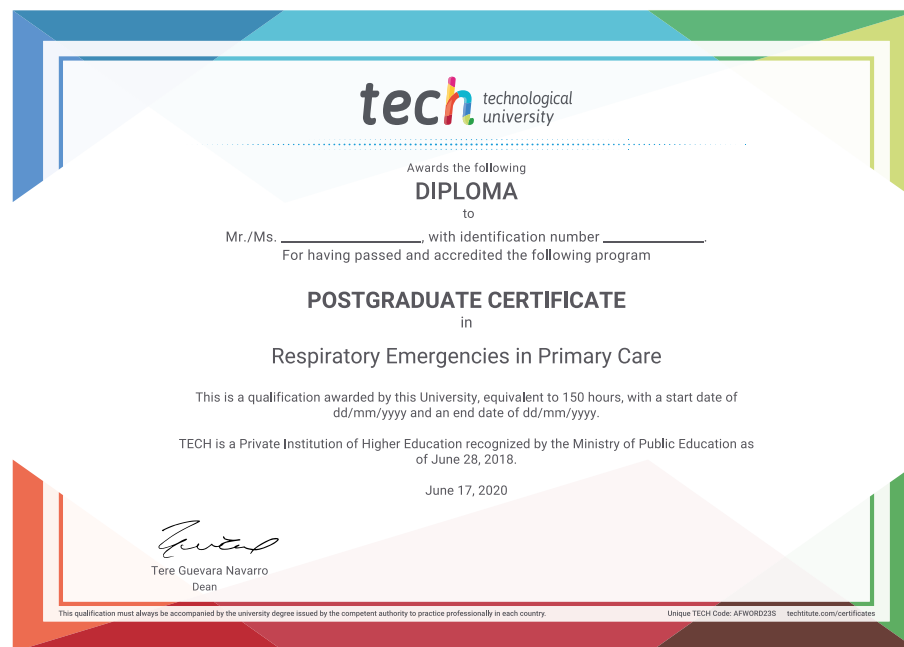 tech technological
university
Awards the following
DIPLOMA
to
Mr./Ms. ____________, with identification number _________.
For having passed and accredited the following program
POSTGRADUATE CERTIFICATE
in
Respiratory Emergencies in Primary Care
This is a qualification awarded by this University, equivalent to 150 hours, with a start date of
dd/mm/yyyy and an end date of dd/mm/yyyy.
TECH is a Private Institution of Higher Education recognized by the Ministry of Public Education as
of June 28, 2018.
June 17, 2020
Tere Guevara Navarro
Dean
This qualification must always be accompanied by the university degree issued by the competent authority to practice professionally in each country.
Unique TECH Code: AFWORD23S techtitute.com/certificates